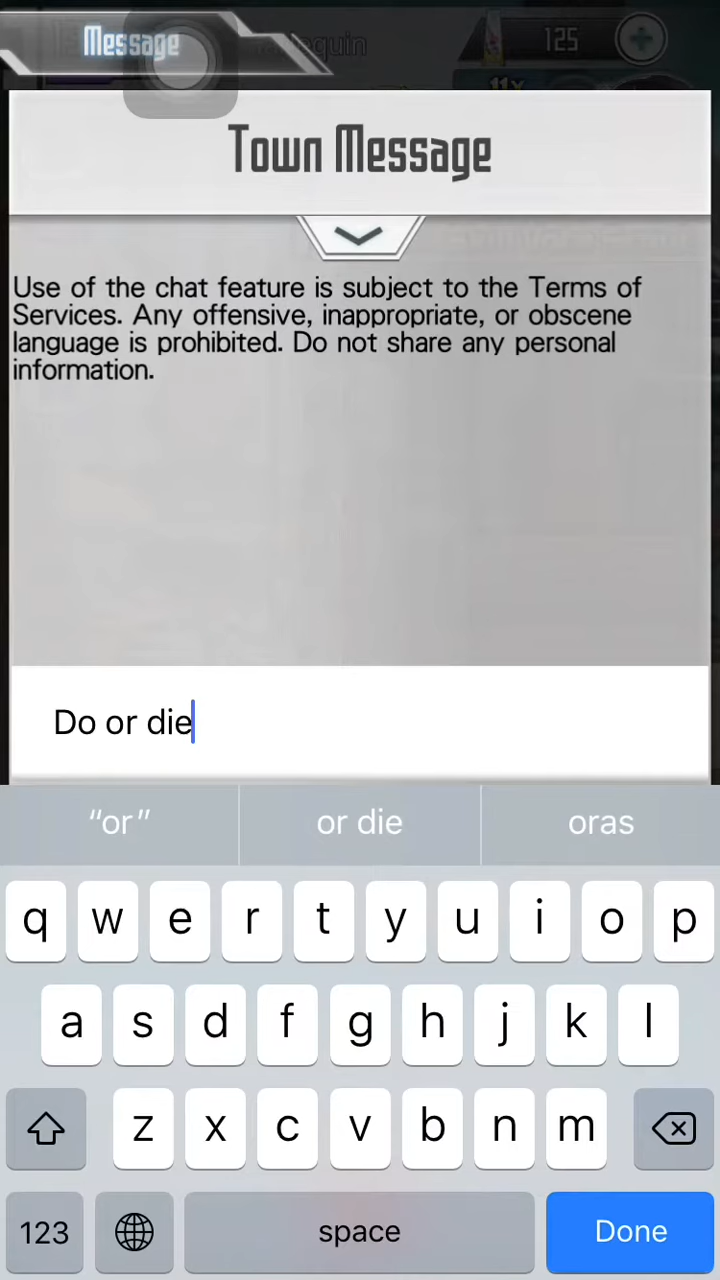 Message
125
11x
Town Message
Use of the chat feature is subject to the Terms of
Services. Any offensive, inappropriate, or obscene
language is prohibited. Do not share any personal
information.
Do or die
“or”
or die
oras
q w e r t y u i o p
a s d f g h j k l
z x c v b n m
123
space
Done